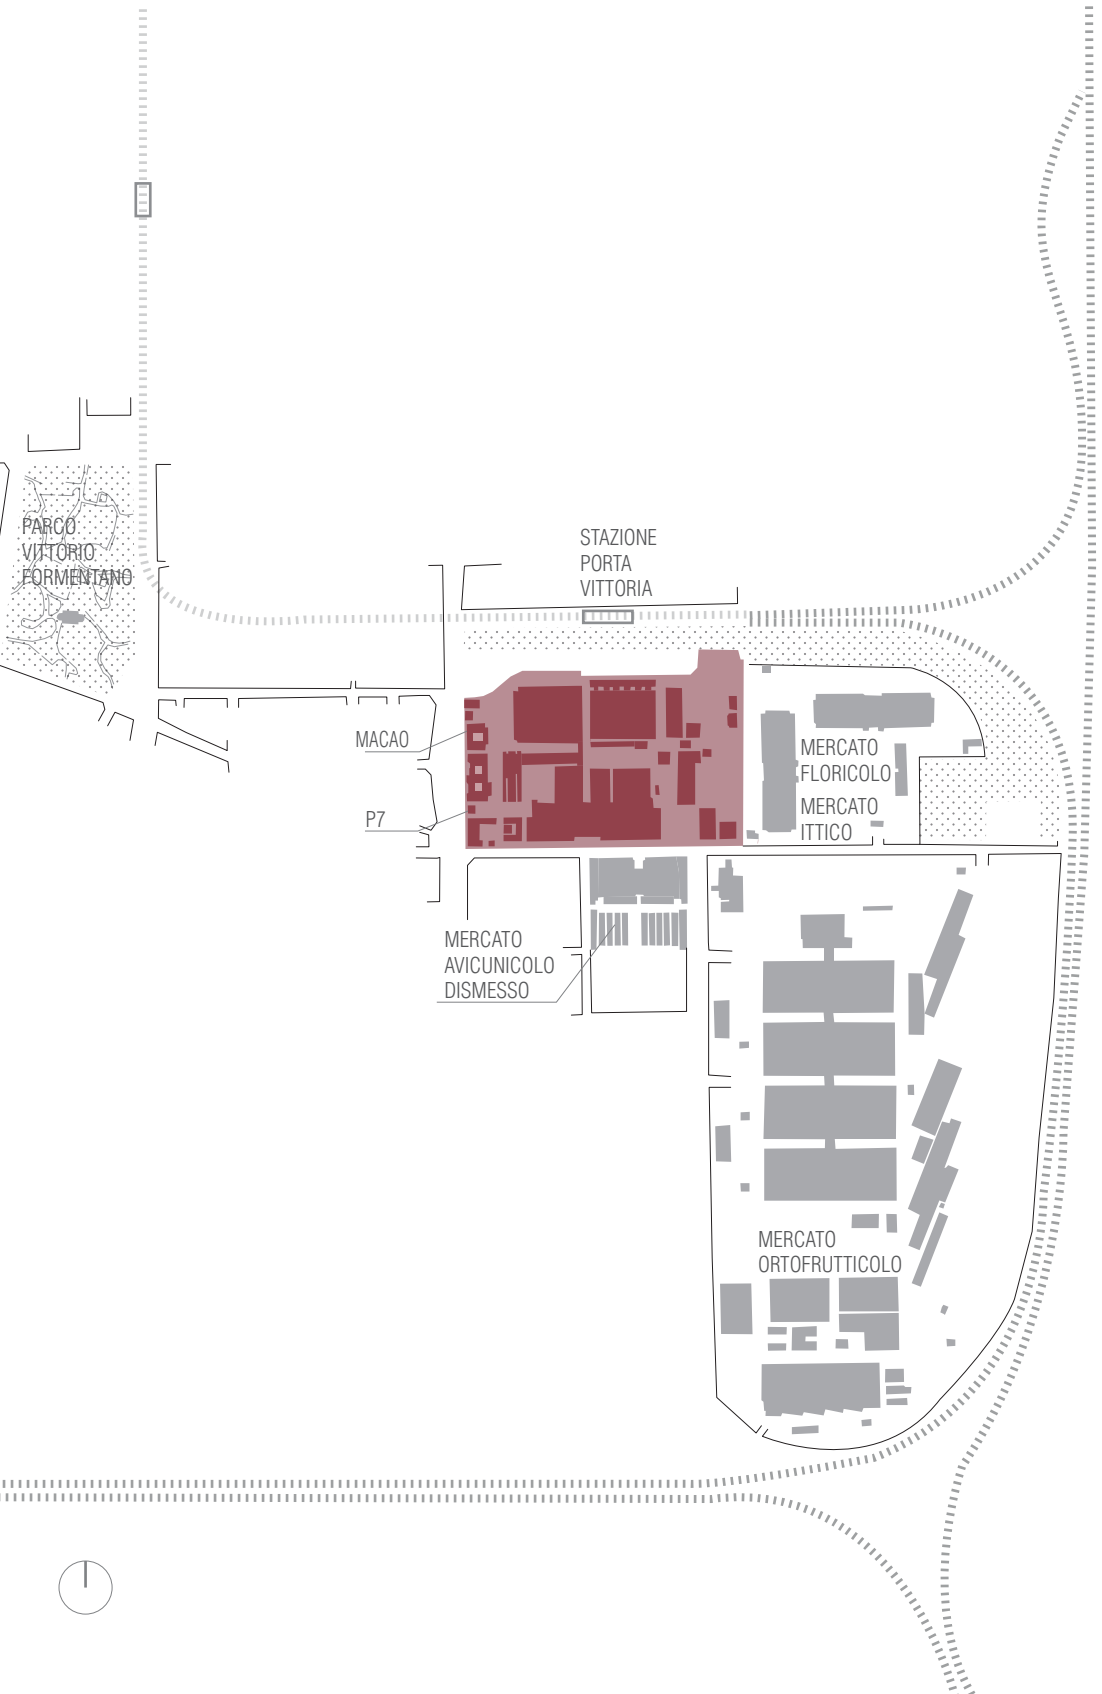 PARCO
VITTORIO
FORMENTANO
STAZIONE
PORTA
VITTORIA
MACAO
P7
MERCATO
FLORICOLO
MERCATO
ITTICO
MERCATO
AVICUNICOLO
DISMESSO
MERCATO
ORTOFRUTTICOLO